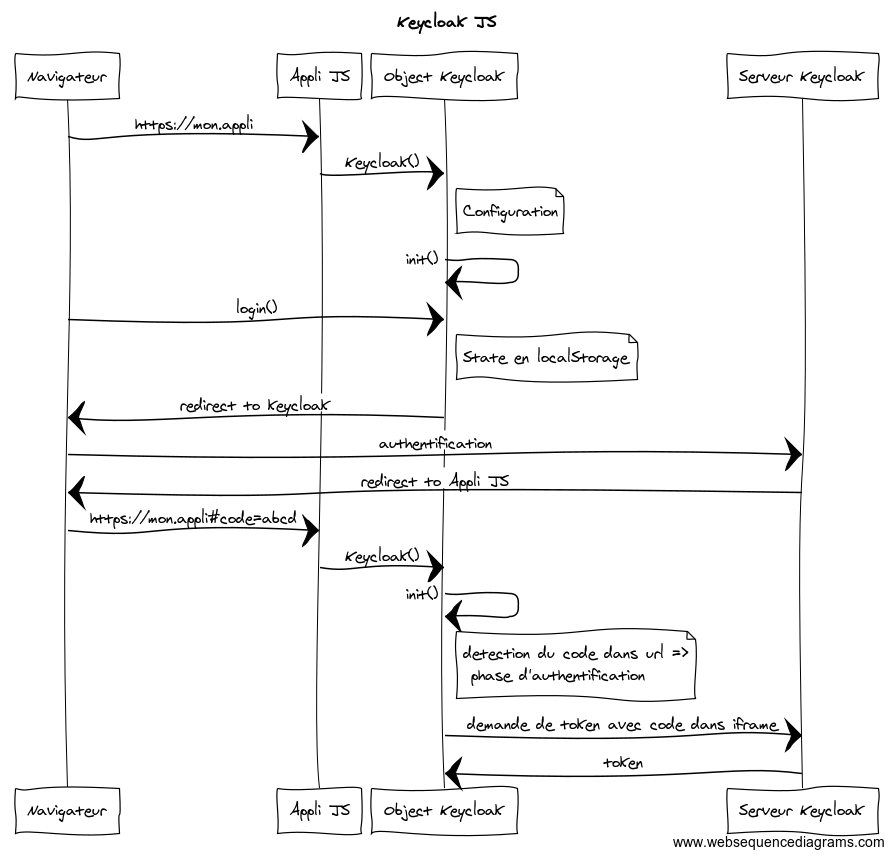 Keycloak JS
Navigateur
Appli JS
Object Keycloak
Serveur Keycloak
https://mon.appli
Keycloak()
Configuration
init()
login()
State en localStorage
redirect to Keycloak
authentification
redirect to Appli JS
https://mon.appli#code=abcd
Keycloak()
init()
detection du code dans url =>
phase d'authentification
demande de token avec code dans iframe
token
Navigateur
Appli JS
Object Keycloak
Serveur Keycloak
www.websequencediagrams.com